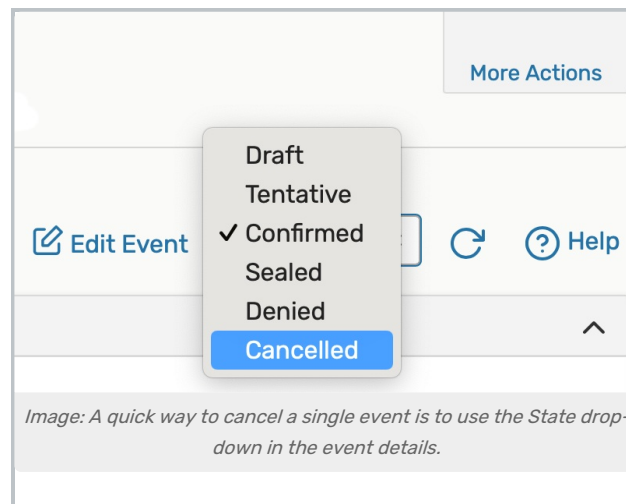 More Actions
Draft
Tentative
Edit Event ✓ Confirmed Help
Sealed
Denied
Cancelled
Image: A quick way to cancel a single event is to use the State drop-
down in the event details.